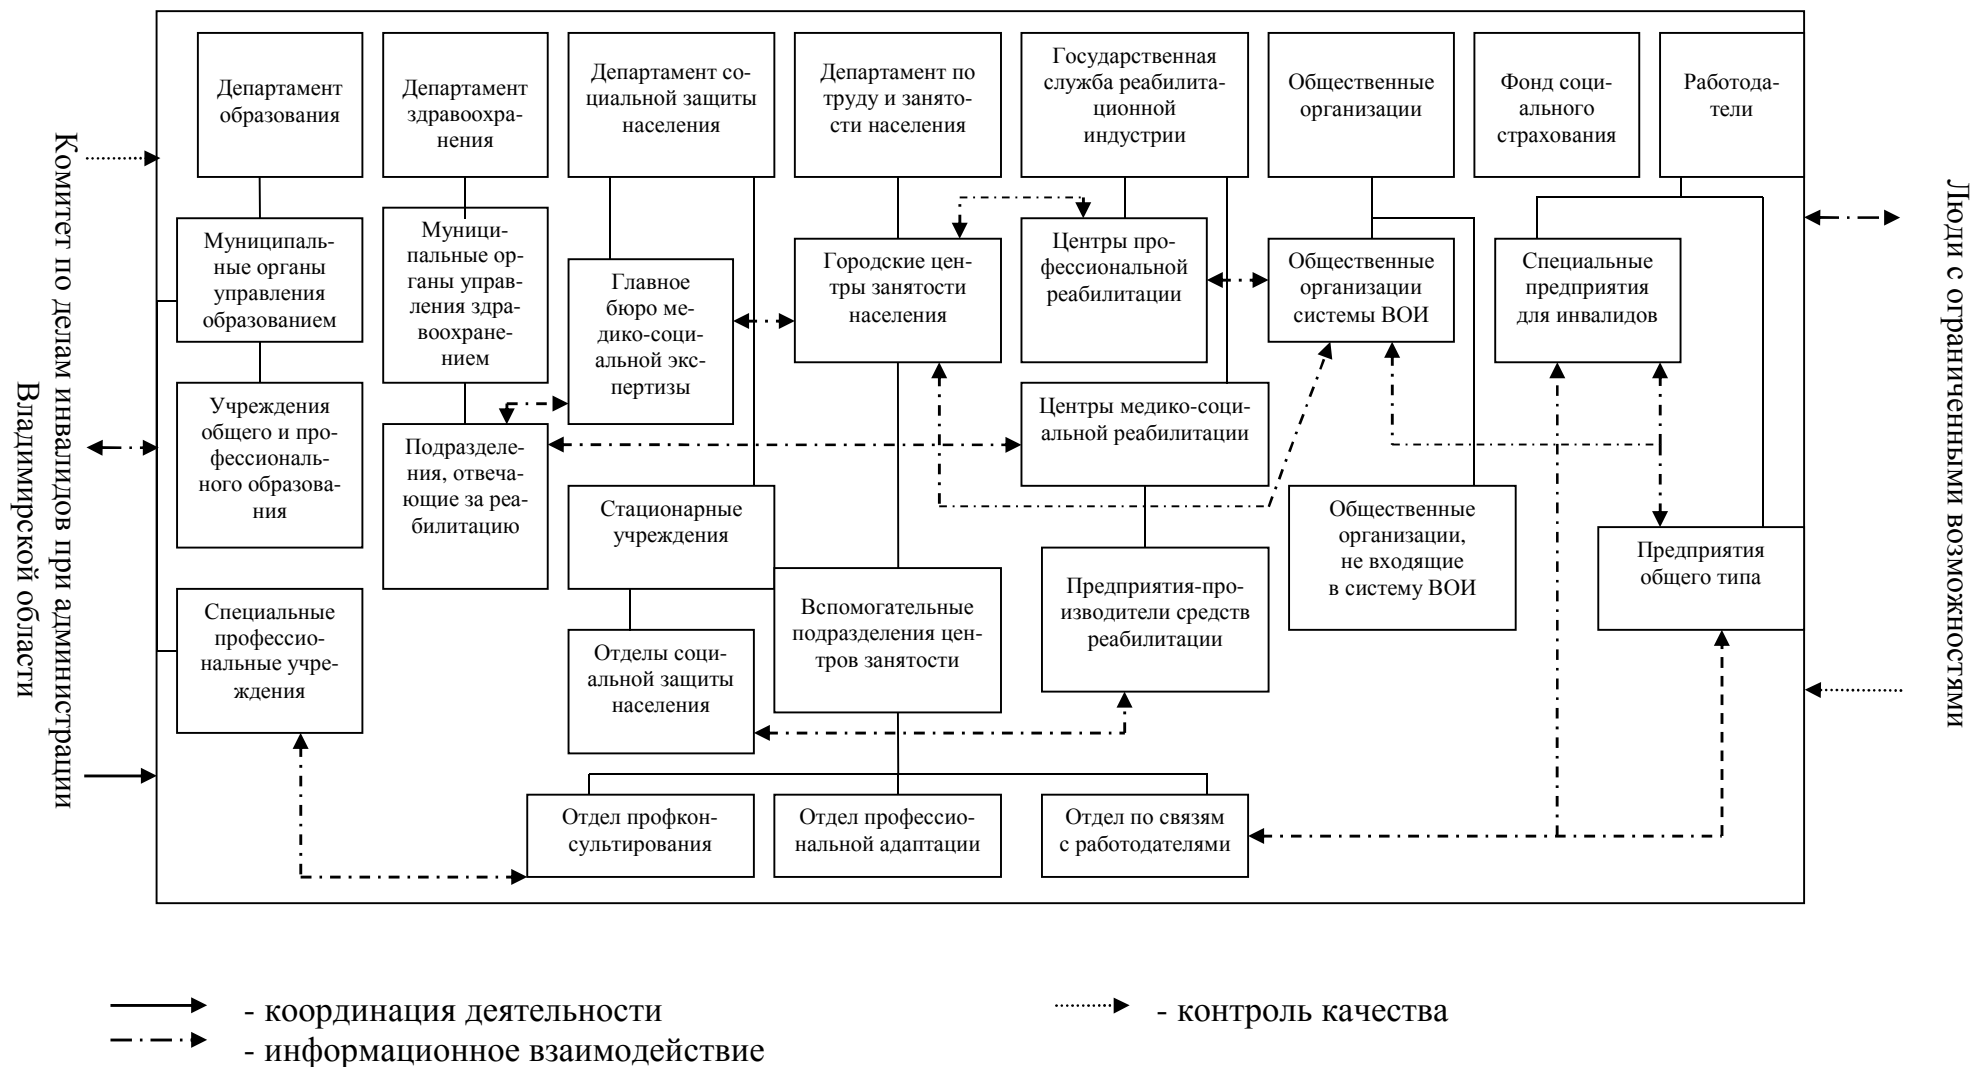 Комитет по делам инвалидов при администрации
Владимирской области
Департамент
образования
Департамент
здравоохра-
нения
Департамент со-
циальной защиты
населения
Департамент по
труду и занято-
сти населения
Государственная
служба реабилита-
ционной
индустрии
Общественные
организации
Фонд соци-
ального
страхования
Работода-
тели
Муниципаль-
ные органы
управления
образованием
Муници-
пальные ор-
ганы управ-
ления здра-
воохране-
нием
Главное
бюро ме-
дико-соци-
альной экс-
пертизы
Городские цен-
тры занятости
населения
Центры про-
фессиональной
реабилитации
Общественные
организации
системы ВОИ
Специальные
предприятия
для инвалидов
Учреждения
общего и про-
фессиональ-
ного образова-
ния
Подразделе-
ния, отвеча-
ющие за реа-
билитацию
Центры медико-соци-
альной реабилитации
Стационарные
учреждения
Общественные
организации,
не входящие
в систему ВОИ
Предприятия
общего типа
Специальные
профессио-
нальные учре-
ждения
Отделы соци-
альной защиты
населения
Вспомогательные
подразделения цен-
тров занятости
Предприятия-про-
изводители средств
реабилитации
Отдел профкон-
сультирования
Отдел профессио-
нальной адаптации
Отдел по связям
с работодателями
Люди с ограниченными возможностями
- координация деятельности
- информационное взаимодействие
- контроль качества